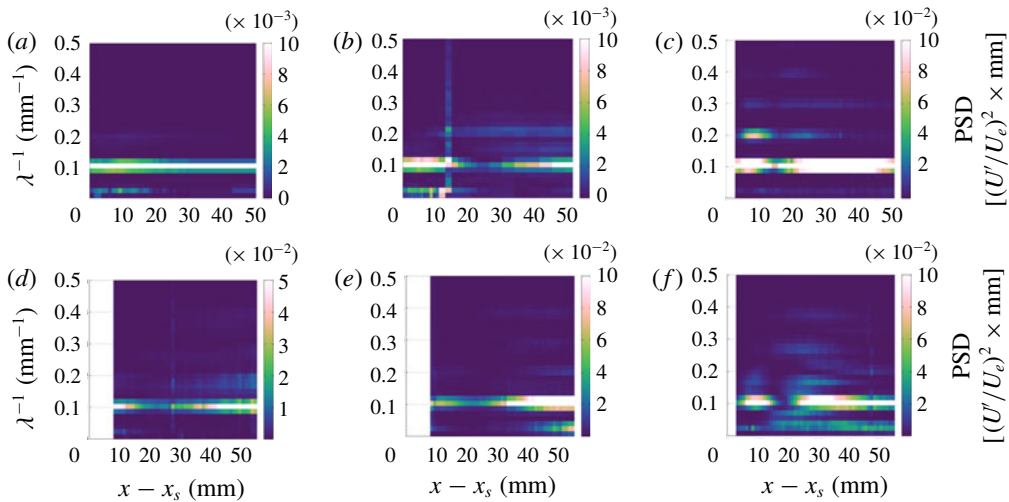 (× 10⁻³) (× 10⁻³) (× 10⁻²)
(a) 0.5 10 (b) 0.5 10 (c) 0.5 10
0.4 8 0.4 8 0.4 8
0.3 6 0.3 6 0.3 6
0.2 4 0.2 4 0.2 4
0.1 2 0.1 2 0.1 2
0 0
λ⁻¹ (mm⁻¹)
PSD
[(U′/Uₑ)² × mm]
0 10 20 30 40 50 0 10 20 30 40 50 0 10 20 30 40 50
(× 10⁻²) (× 10⁻²) (× 10⁻²)
(d) 0.5 5 (e) 0.5 10 (f) 0.5 10
0.4 4 0.4 8 0.4 8
0.3 3 0.3 6 0.3 6
0.2 2 0.2 4 0.2 4
0.1 1 0.1 2 0.1 2
λ⁻¹ (mm⁻¹)
PSD
[(U′/Uₑ)² × mm]
0 10 20 30 40 50 0 10 20 30 40 50 0 10 20 30 40 50
x − xₛ (mm) x − xₛ (mm) x − xₛ (mm)